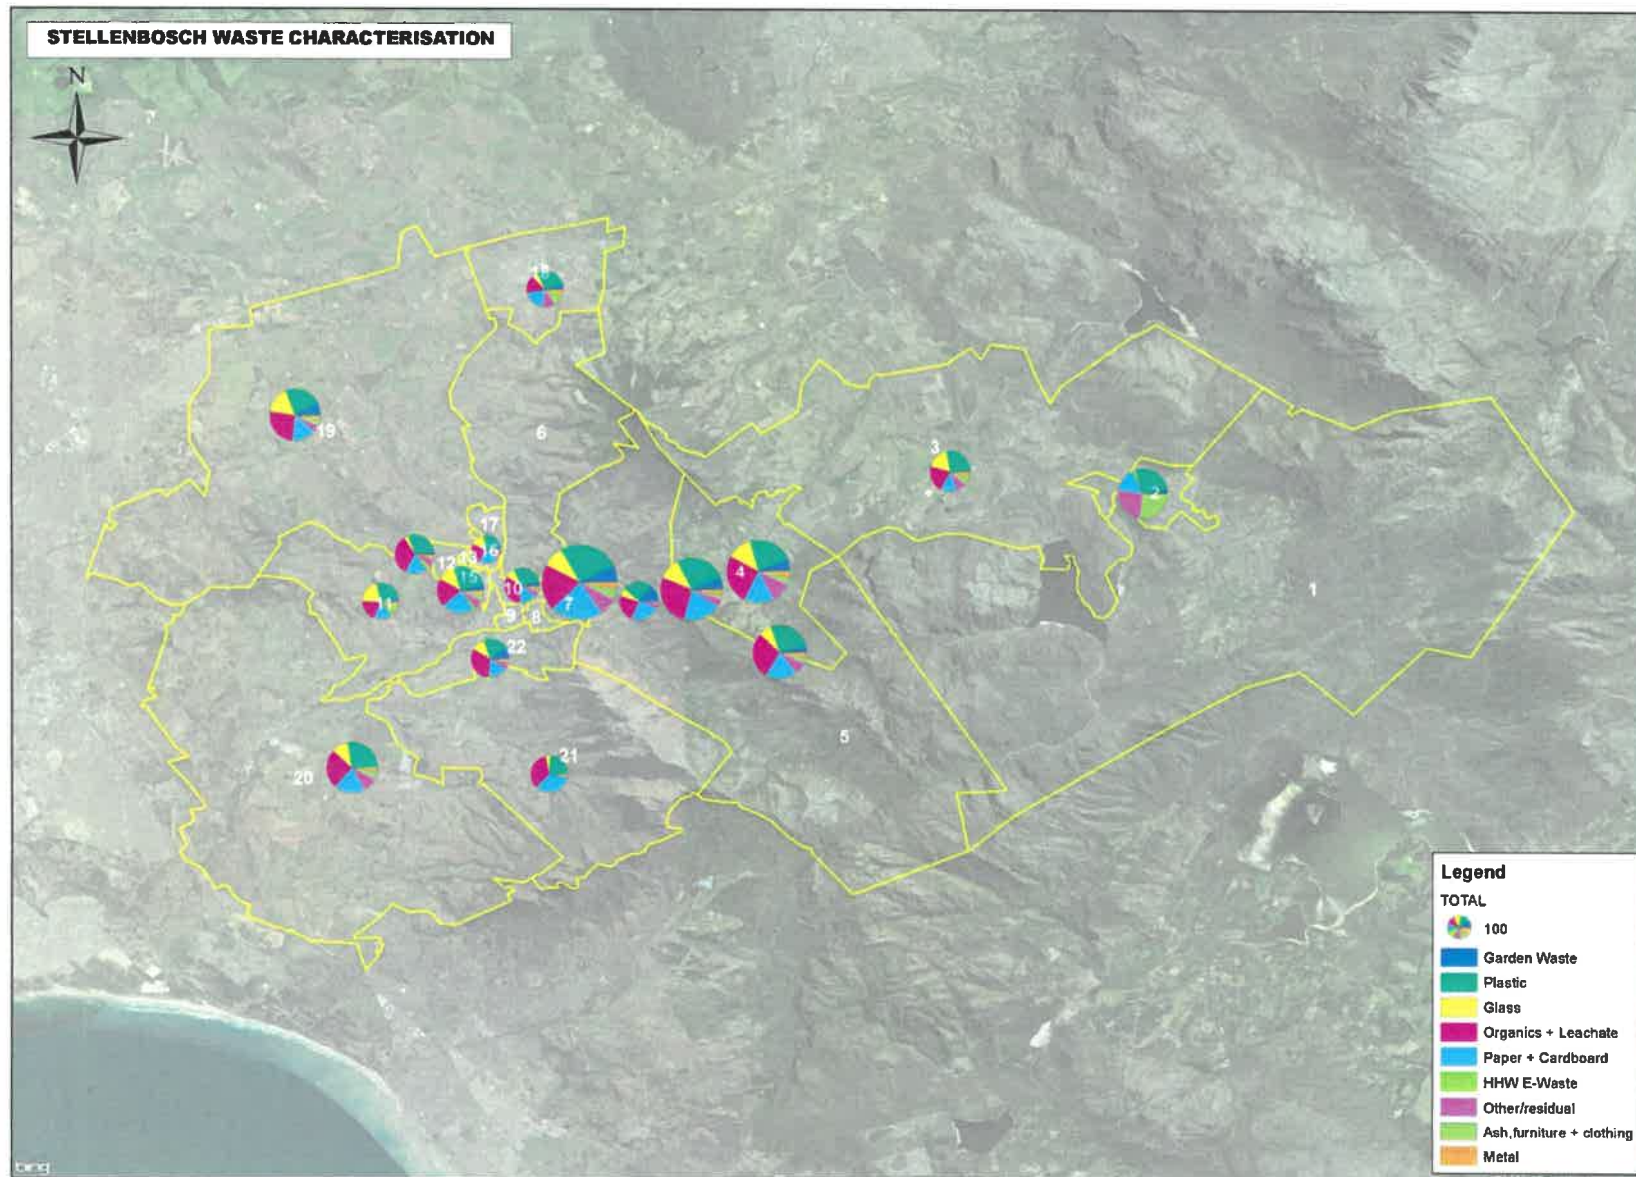 STELLENBOSCH WASTE CHARACTERISATION
N
18
6
19
3
2
17
16
12
13
15
4
1
11
10
7
9
8
22
5
21
20
Legend
TOTAL
100
Garden Waste
Plastic
Glass
Organics + Leachate
Paper + Cardboard
HHW E-Waste
Other/residual
Ash,furniture + clothing
Metal
bing